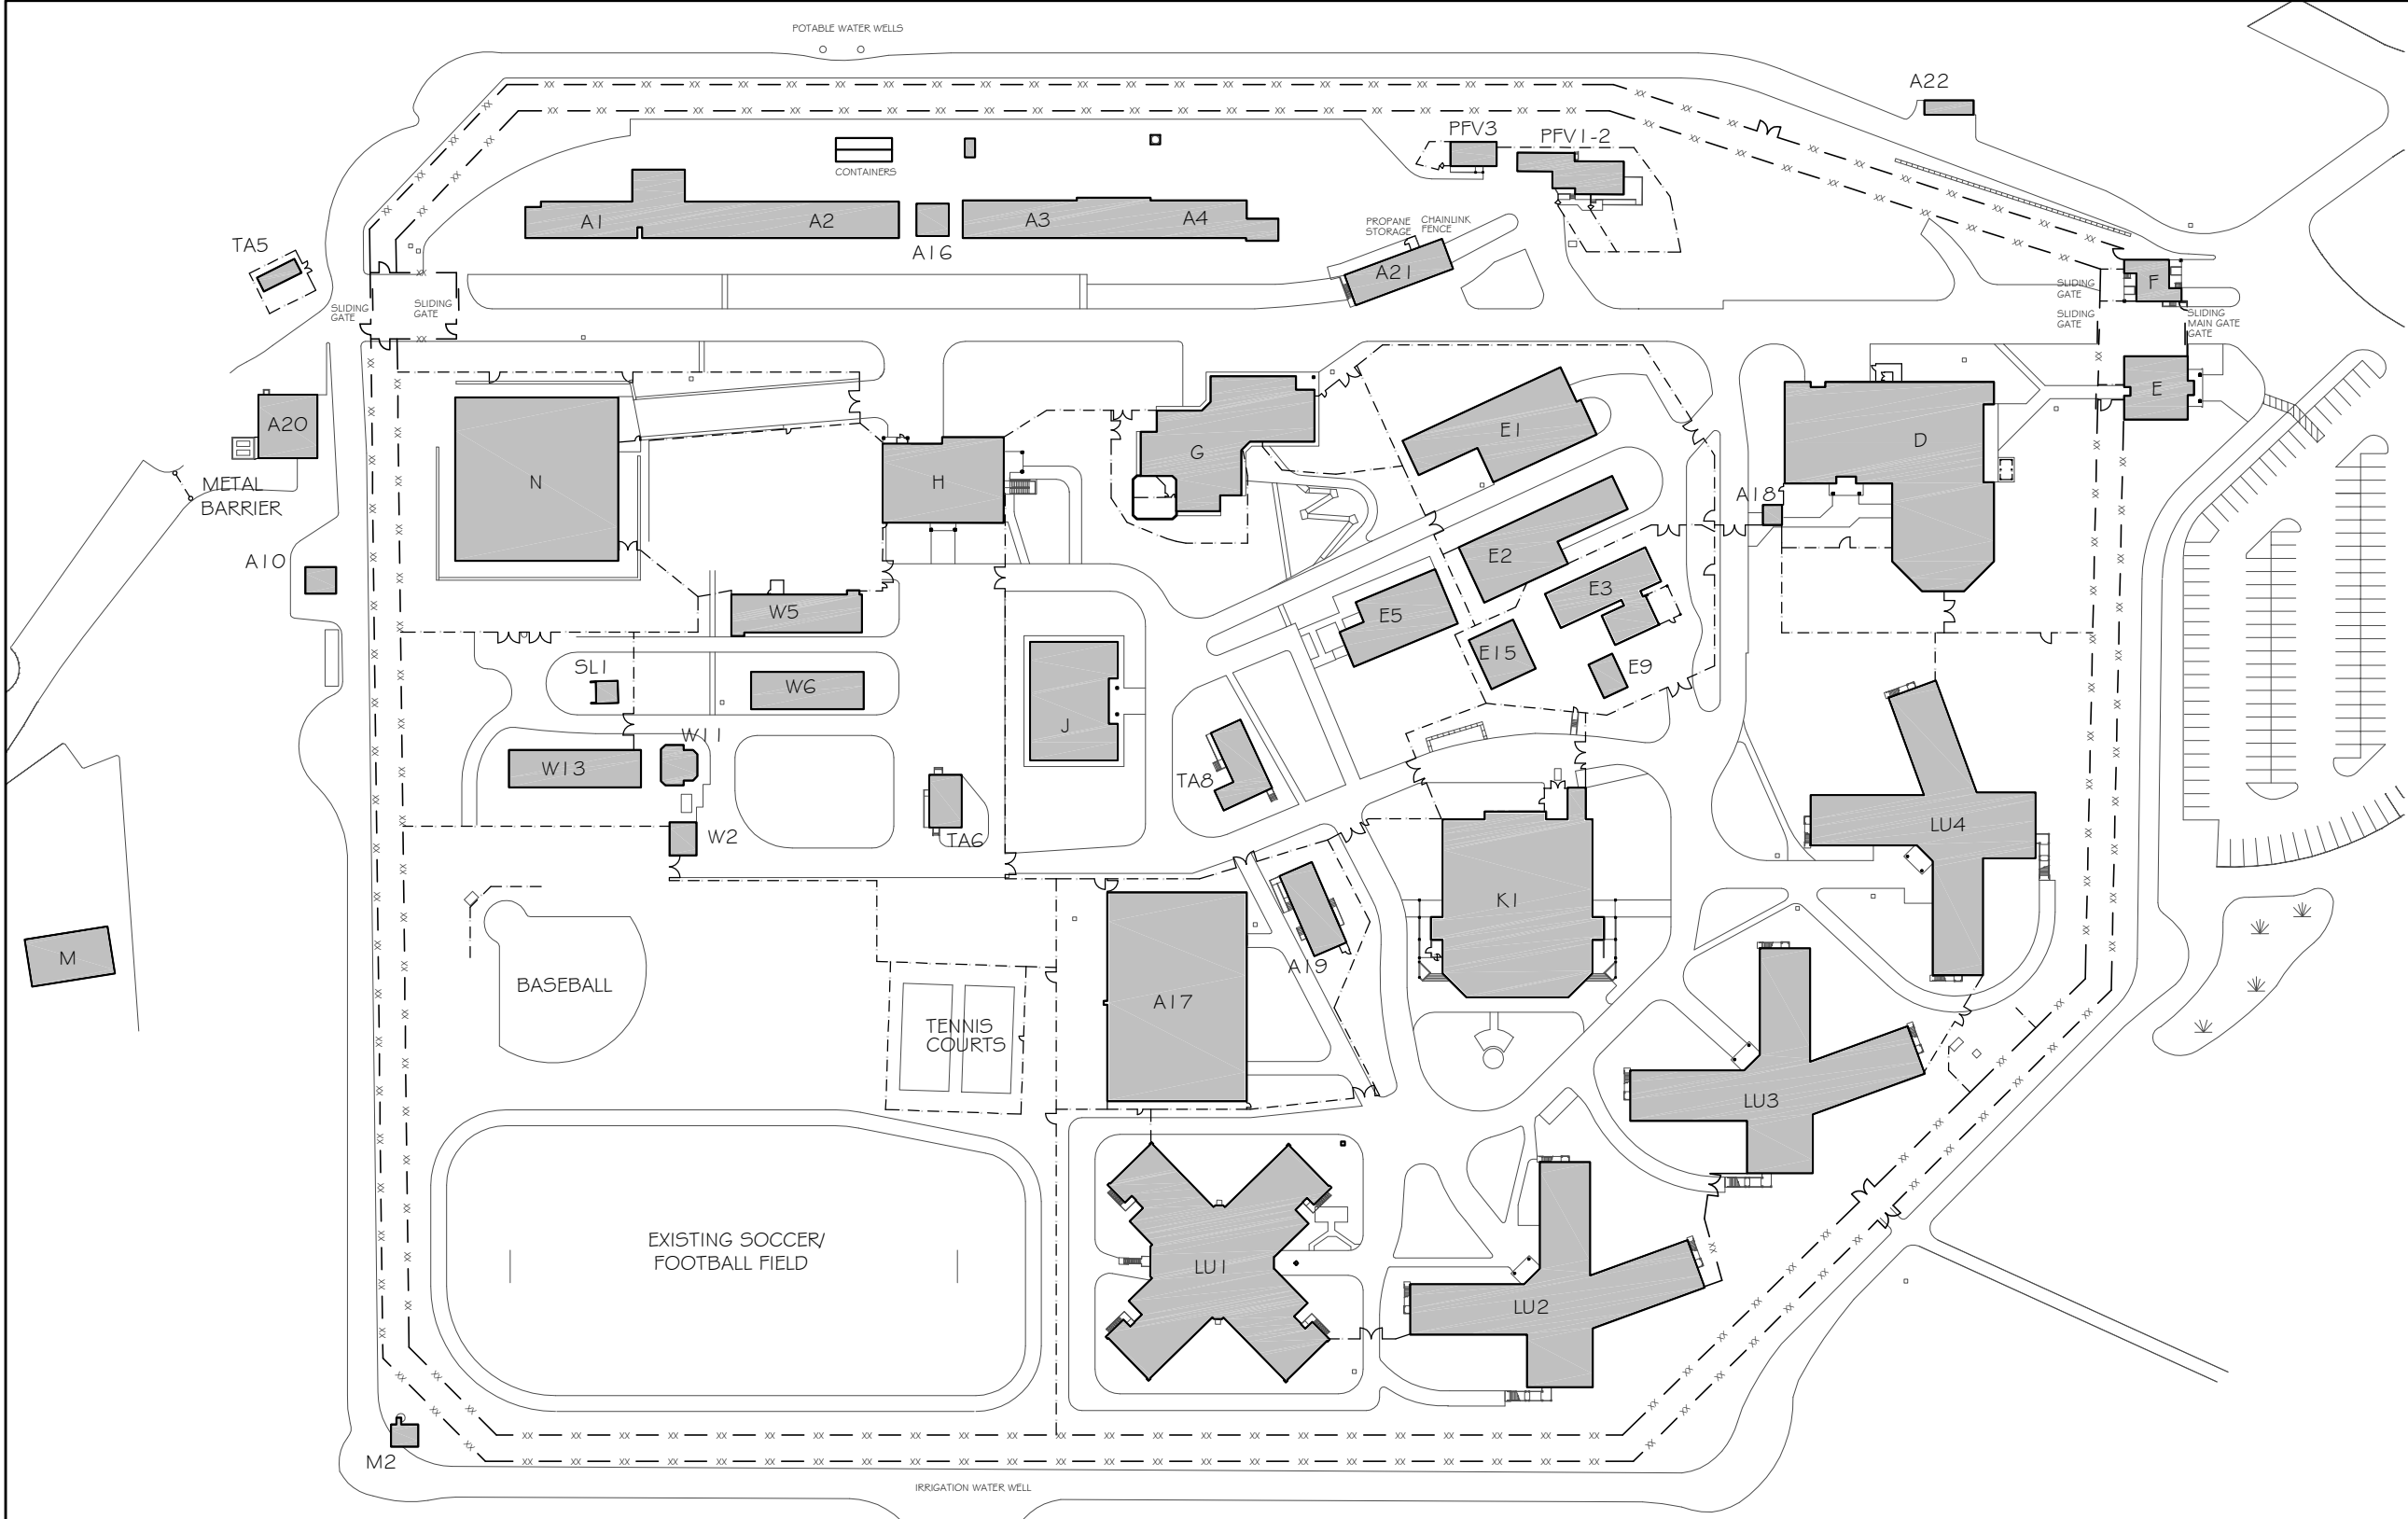 POTABLE WATER WELLS
A22
PFV3
PFV1-2
CONTAINERS
A1
A2
A16
A3
A4
PROPANE
STORAGE
CHAINLINK
FENCE
A21
TA5
SLIDING
GATE
SLIDING
GATE
SLIDING
GATE
SLIDING
GATE
F
SLIDING
MAIN GATE
GATE
E
A20
METAL
BARRIER
A10
N
H
G
E1
D
A18
E2
E3
E5
E15
E9
W5
SL1
W6
J
W11
W13
W2
TA6
TA8
LU4
M
BASEBALL
TENNIS
COURTS
A17
A19
K1
LU3
EXISTING SOCCER/
FOOTBALL FIELD
LU1
LU2
M2
IRRIGATION WATER WELL